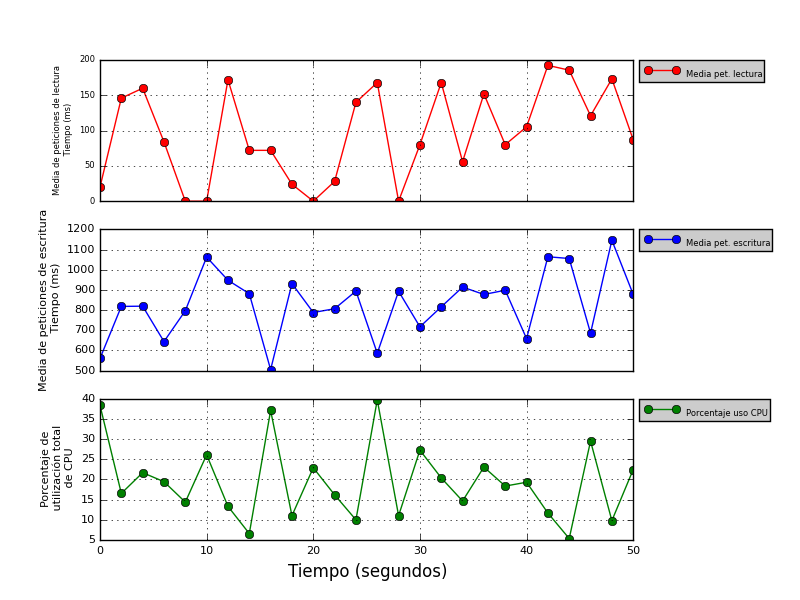 Media de peticiones de lectura
Tiempo (ms)
200
150
100
50
0
Media pet. lectura
Media de peticiones de escritura
Tiempo (ms)
1200
1100
1000
900
800
700
600
500
Media pet. escritura
Porcentaje de
utilización total
de CPU
40
35
30
25
20
15
10
5
Porcentaje uso CPU
0 10 20 30 40 50
Tiempo (segundos)